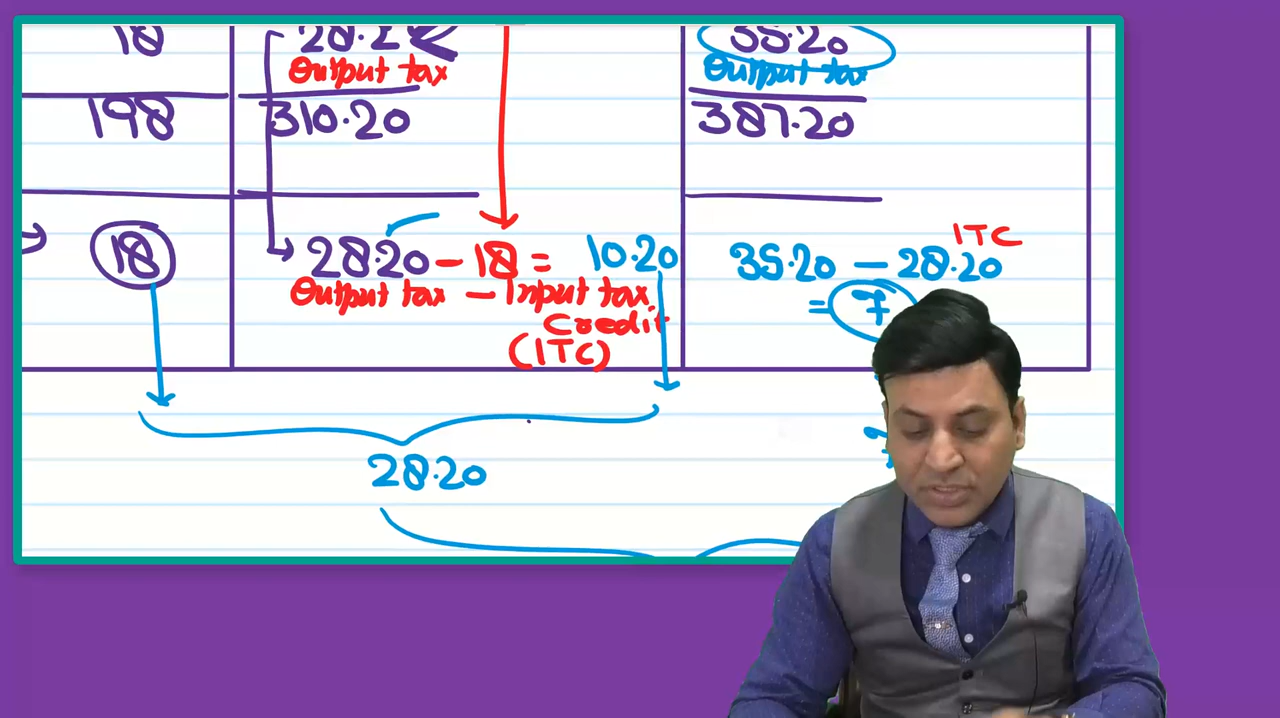 18 28.2 35.20
Output tax Output tax
198 310.20 387.20
18 28.20 - 18 = 10.20 35.20 - 28.20 ITC
Output tax - Input tax = 7
Credit
(ITC)
28.20